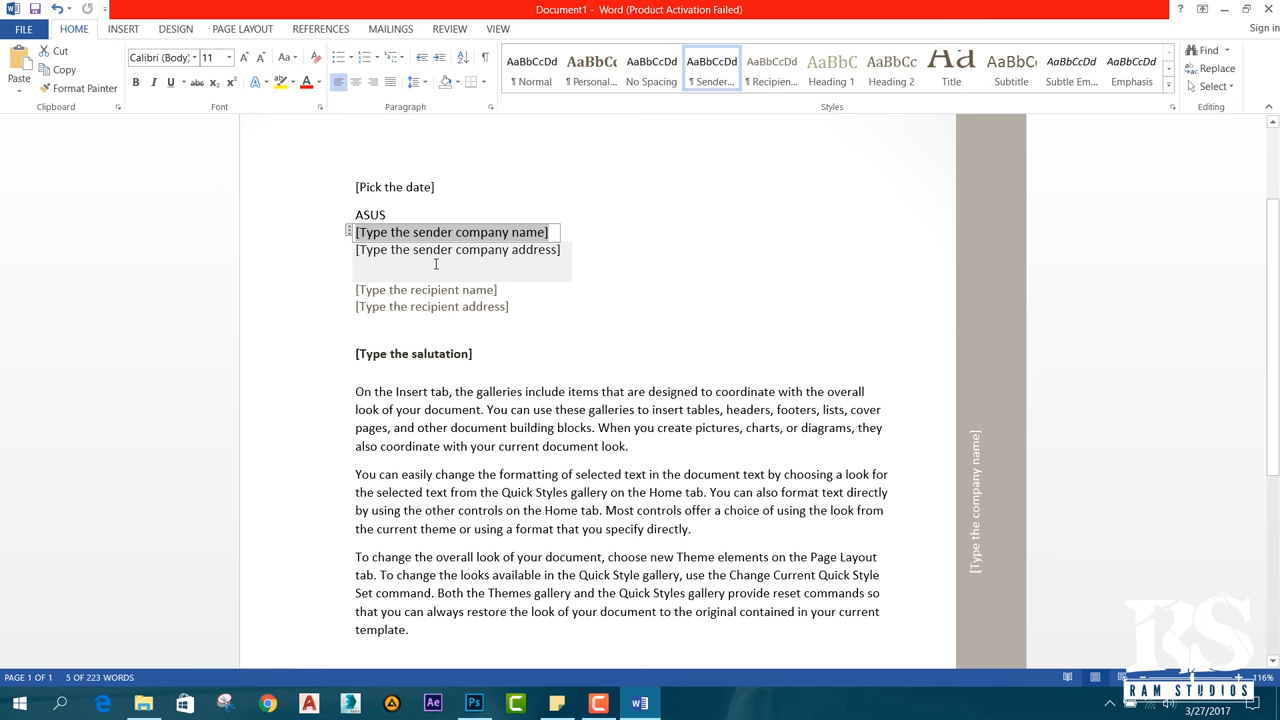 Document1 - Word (Product Activation Failed)
FILE HOME INSERT DESIGN PAGE LAYOUT REFERENCES MAILINGS REVIEW VIEW Sign in
Paste
Cut
Copy
Format Painter
Clipboard
Calibri (Body) 11
Font
Paragraph
AaBbCcDd AaBbCc AaBbCcDd AaBbCcDd AaBbCcDd AaBbC AaBbCc Aa AaBbCcDd AaBbCcDd AaBbCcDd
¶ Normal ¶ Personal... No Spacing ¶ Sender... ¶ Recipien... Heading 1 Heading 2 Title Subtitle Subtle Em... Emphasis
Styles
Find
Replace
Select
Editing
[Pick the date]
ASUS
[Type the sender company name]
[Type the sender company address]
[Type the recipient name]
[Type the recipient address]
[Type the salutation]
On the Insert tab, the galleries include items that are designed to coordinate with the overall
look of your document. You can use these galleries to insert tables, headers, footers, lists, cover
pages, and other document building blocks. When you create pictures, charts, or diagrams, they
also coordinate with your current document look.
You can easily change the formatting of selected text in the document text by choosing a look for
the selected text from the Quick Styles gallery on the Home tab. You can also format text directly
by using the other controls on the Home tab. Most controls offer a choice of using the look from
the current theme or using a format that you specify directly.
To change the overall look of your document, choose new Theme elements on the Page Layout
tab. To change the looks available in the Quick Style gallery, use the Change Current Quick Style
Set command. Both the Themes gallery and the Quick Styles gallery provide reset commands so
that you can always restore the look of your document to the original contained in your current
template.
[Type the company name]
RS
RAM STUDIOS
PAGE 1 OF 1 5 OF 223 WORDS 116%
3/27/2017